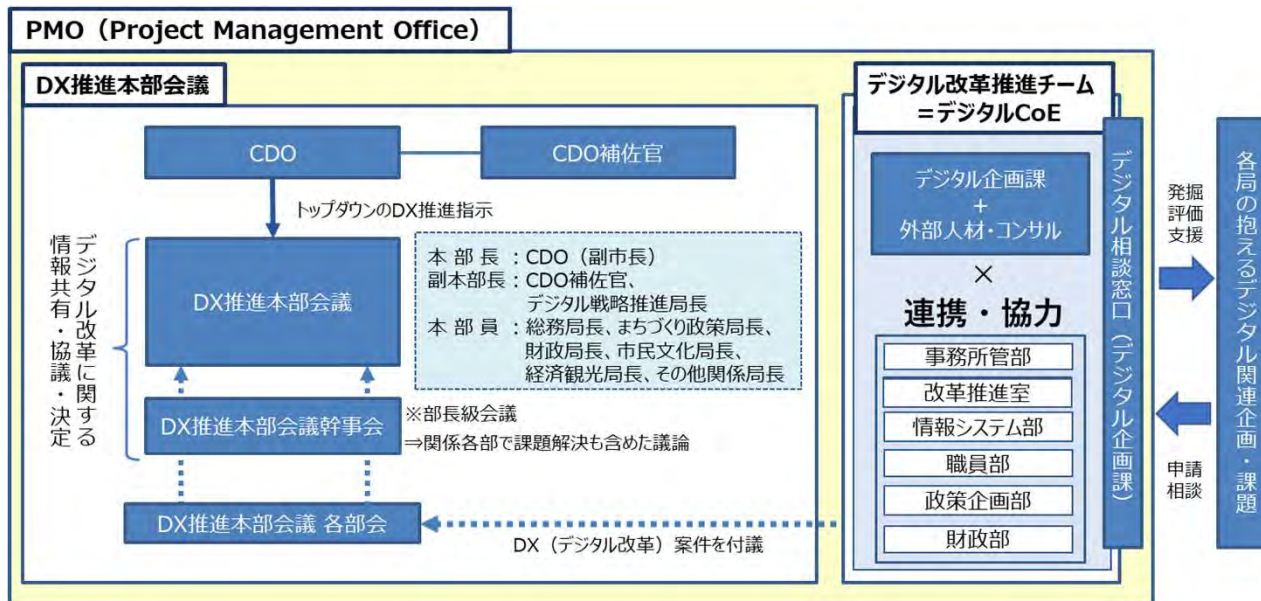 PMO（Project Management Office）
DX推進本部会議
CDO
CDO補佐官
トップダウンのDX推進指示
デジタル改革に関する
情報共有・協議・決定
DX推進本部会議
本 部 長 ：CDO（副市長）
副本部長：CDO補佐官、
デジタル戦略推進局長
本 部 員 ：総務局長、まちづくり政策局長、
財政局長、市民文化局長、
経済観光局長、その他関係局長
DX推進本部会議幹事会
※部長級会議
⇒関係各部で課題解決も含めた議論
DX推進本部会議 各部会
DX（デジタル改革）案件を付議
デジタル改革推進チーム
＝デジタルCoE
デジタル企画課
+
外部人材・コンサル
×
連携・協力
事務所管部
改革推進室
情報システム部
職員部
政策企画部
財政部
デジタル相談窓口（デジタル企画課）
発掘
評価
支援
申請
相談
各局の抱えるデジタル関連企画・課題